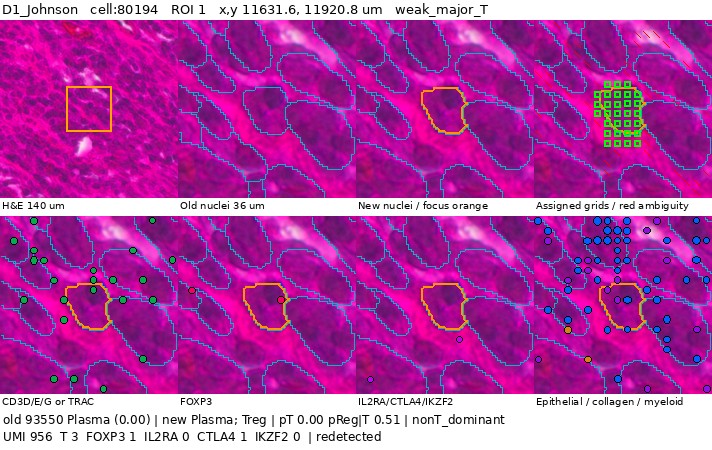 D1_Johnson cell:80194 ROI 1 x,y 11631.6, 11920.8 um weak_major_T
H&E 140 um
Old nuclei 36 um
New nuclei / focus orange
Assigned grids / red ambiguity
CD3D/E/G or TRAC
FOXP3
IL2RA/CTLA4/IKZF2
Epithelial / collagen / myeloid
old 93550 Plasma (0.00) | new Plasma; Treg | pT 0.00 pReg|T 0.51 | nonT_dominant
UMI 956 T 3 FOXP3 1 IL2RA 0 CTLA4 1 IKZF2 0 | redetected